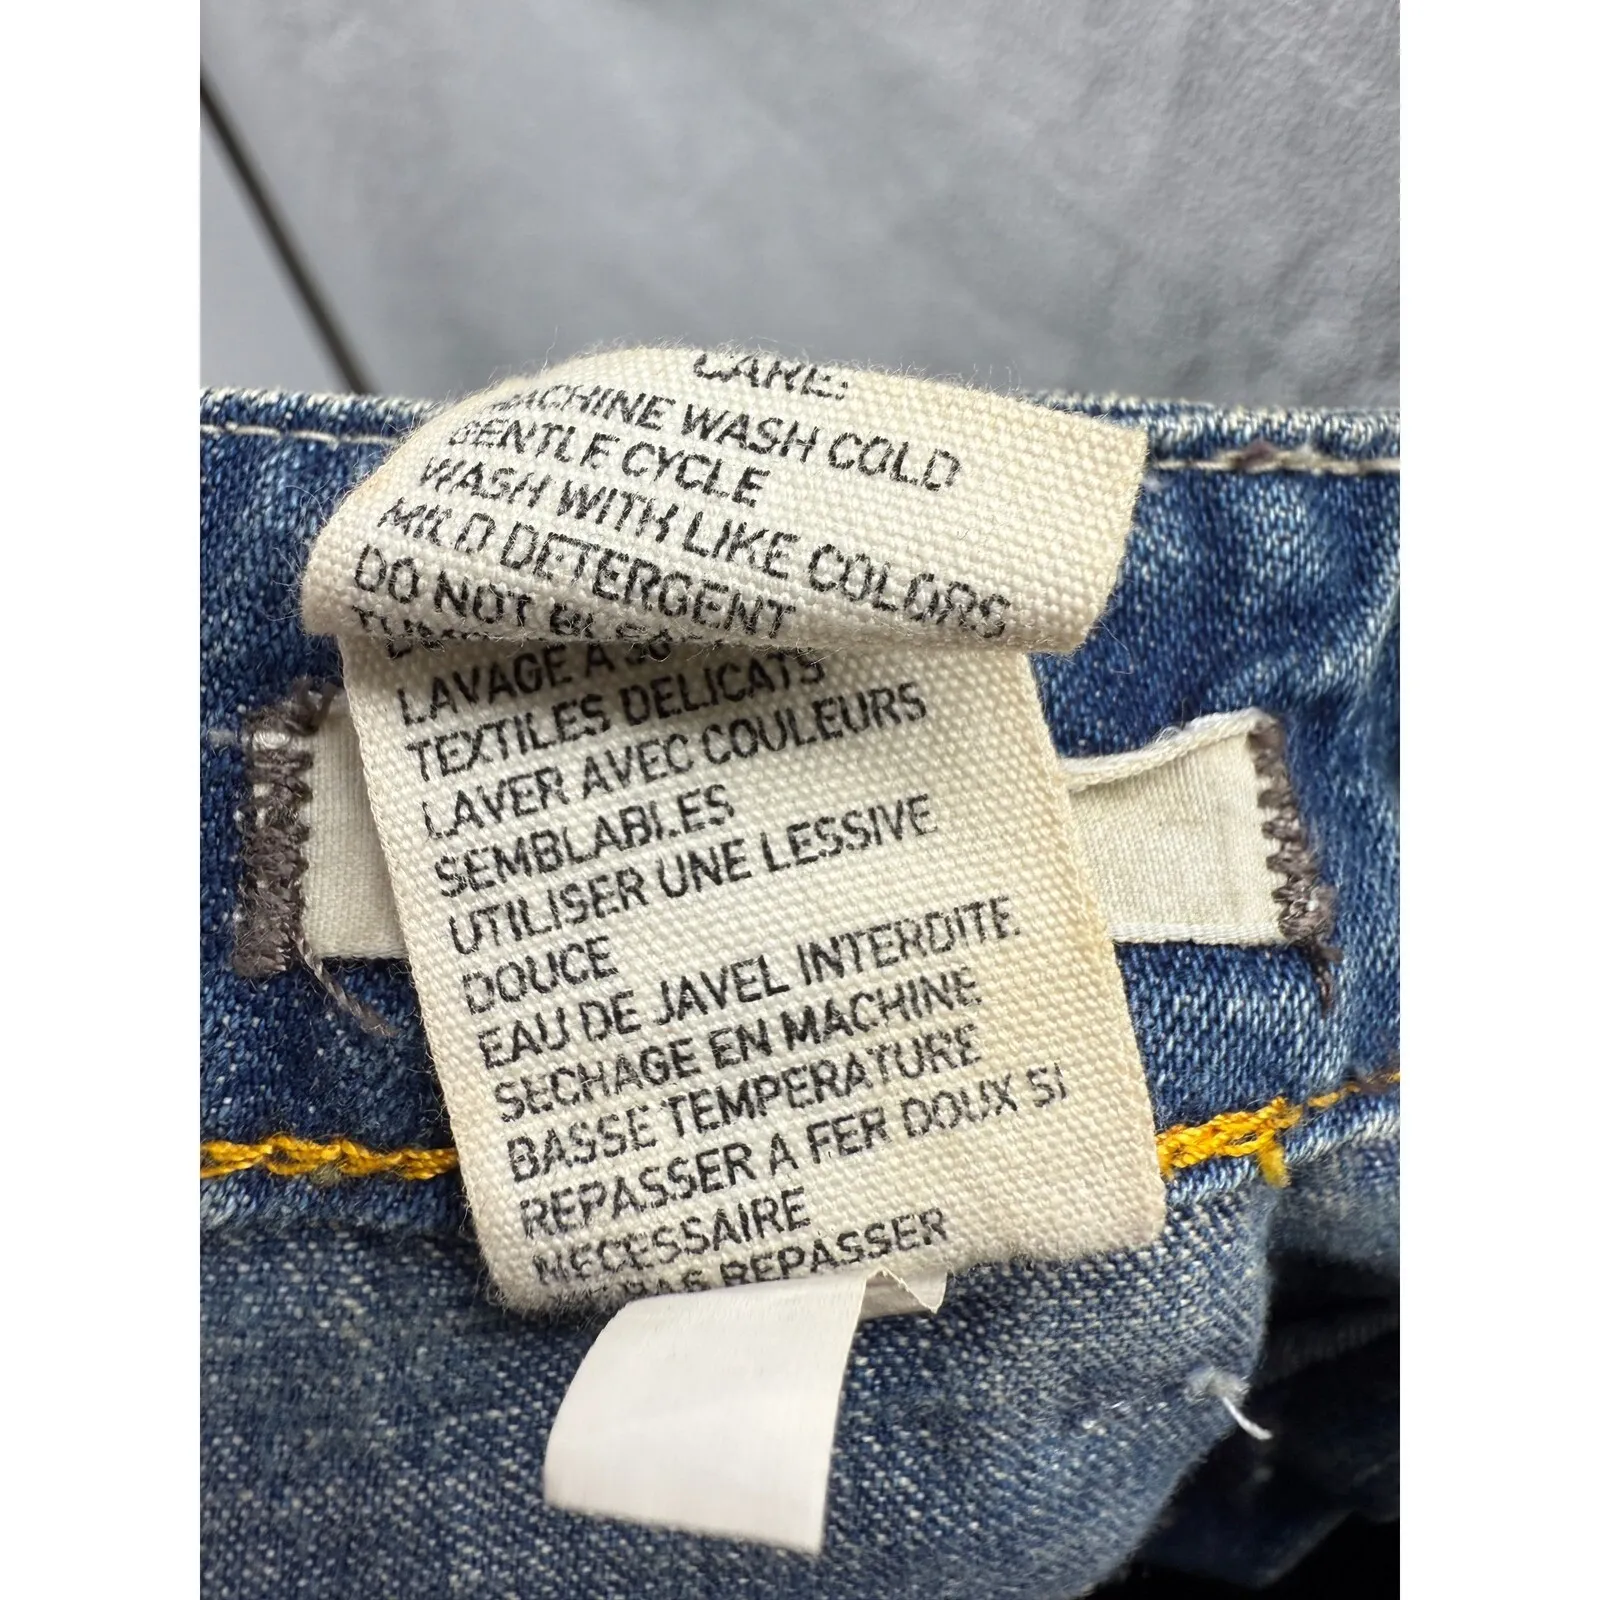 CARE:
MACHINE WASH COLD
GENTLE CYCLE
WASH WITH LIKE COLORS
MILD DETERGENT
DO NOT
LAVAGE A
TEXTILES DELICATS
LAVER AVEC COULEURS
SEMBLABLES
UTILISER UNE LESSIVE
DOUCE
EAU DE JAVEL INTERDITE
SECHAGE EN MACHINE
BASSE TEMPERATURE
REPASSER A FER DOUX SI
NECESSAIRE
PAS REPASSER